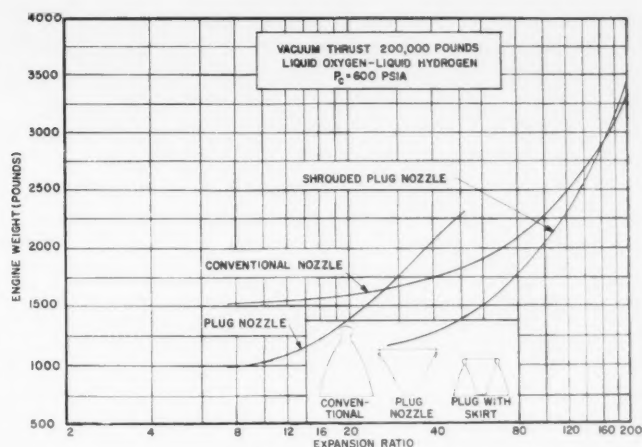 VACUUM THRUST 200,000 POUNDS
LIQUID OXYGEN-LIQUID HYDROGEN
Pc=600 PSIA
4000
3500
3000
2500
2000
1500
1000
500
ENGINE WEIGHT (POUNDS)
SHROUDED PLUG NOZZLE
CONVENTIONAL NOZZLE
PLUG NOZZLE
CONVEN-
TIONAL
PLUG
NOZZLE
PLUG WITH
SKIRT
2 4 8 12 16 20 40 80 120 160 200
EXPANSION RATIO